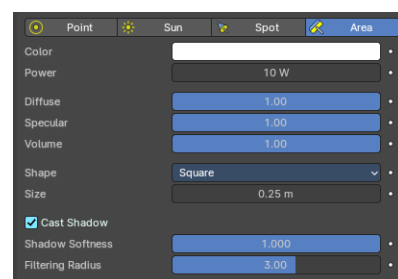 Point Sun Spot Area
Color
Power 10 W
Diffuse 1.00
Specular 1.00
Volume 1.00
Shape Square
Size 0.25 m
Cast Shadow
Shadow Softness 1.000
Filtering Radius 3.00